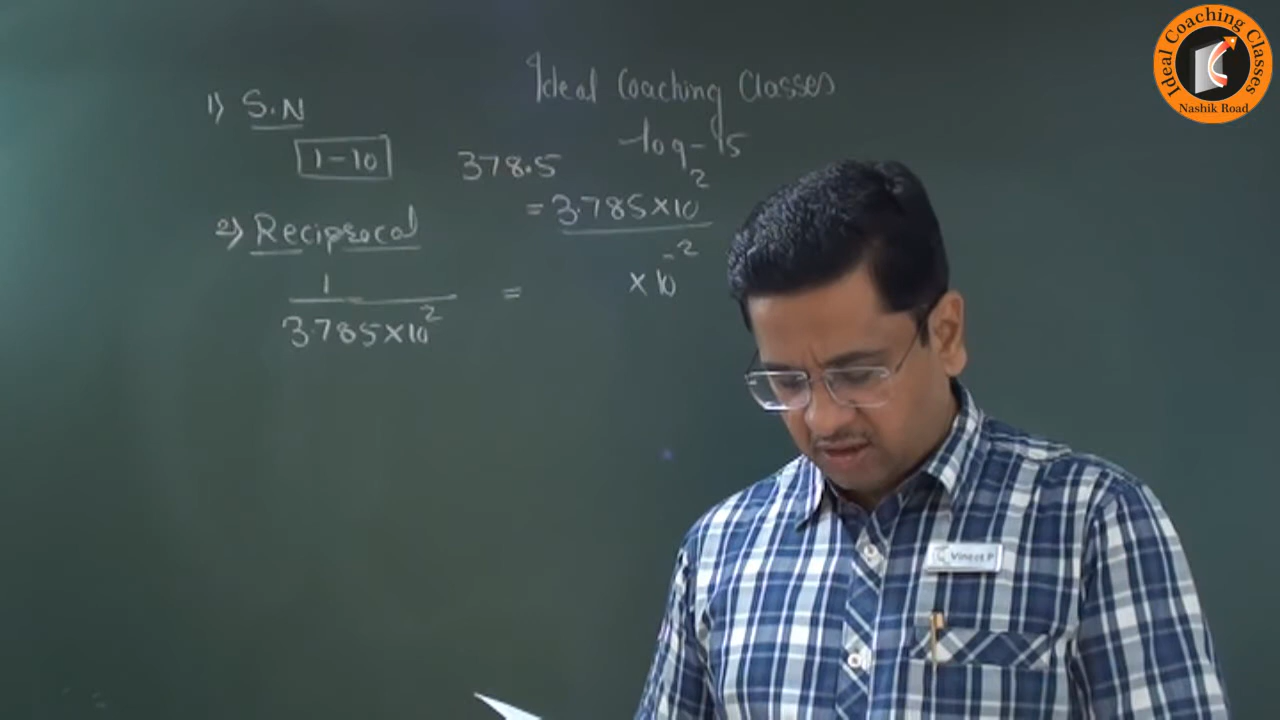 Ideal Coaching Classes
log-15
1) S.N
1-10
378.5
= 3.785×10²
2) Reciprocal
1
3.785×10²
= ×10⁻²
Ideal Coaching Classes
Nashik Road
Vineet P